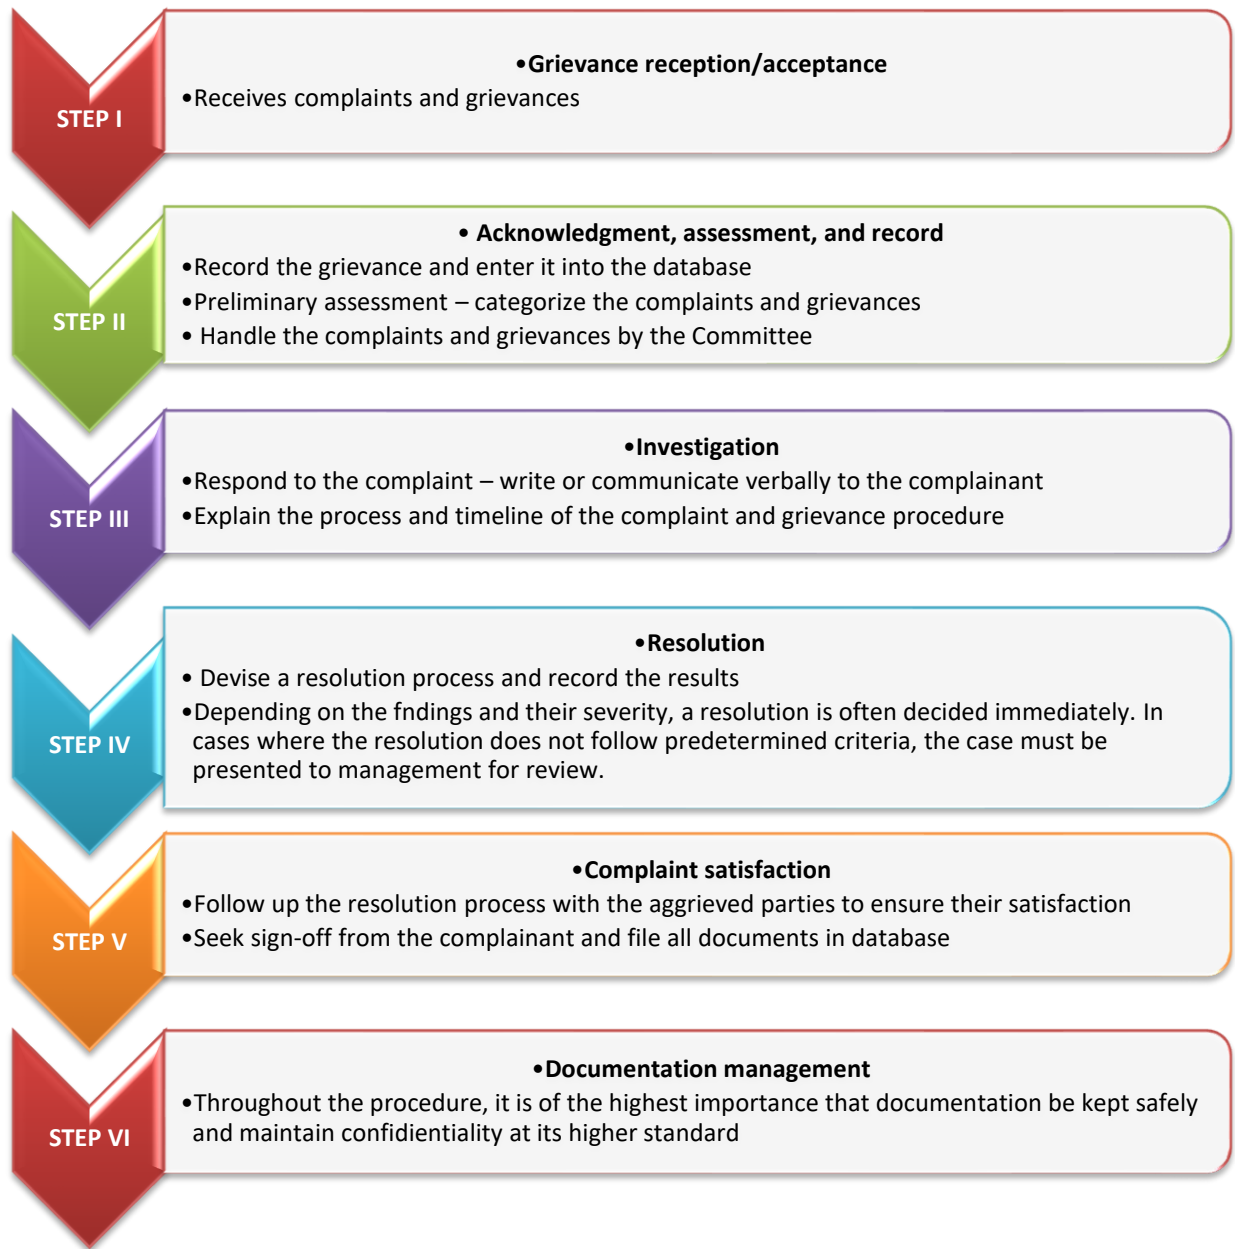 STEP I
•Grievance reception/acceptance
•Receives complaints and grievances
STEP II
• Acknowledgment, assessment, and record
•Record the grievance and enter it into the database
•Preliminary assessment – categorize the complaints and grievances
• Handle the complaints and grievances by the Committee
STEP III
•Investigation
•Respond to the complaint – write or communicate verbally to the complainant
•Explain the process and timeline of the complaint and grievance procedure
STEP IV
•Resolution
• Devise a resolution process and record the results
•Depending on the fndings and their severity, a resolution is often decided immediately. In
cases where the resolution does not follow predetermined criteria, the case must be
presented to management for review.
STEP V
•Complaint satisfaction
•Follow up the resolution process with the aggrieved parties to ensure their satisfaction
•Seek sign-off from the complainant and file all documents in database
STEP VI
•Documentation management
•Throughout the procedure, it is of the highest importance that documentation be kept safely
and maintain confidientiality at its higher standard